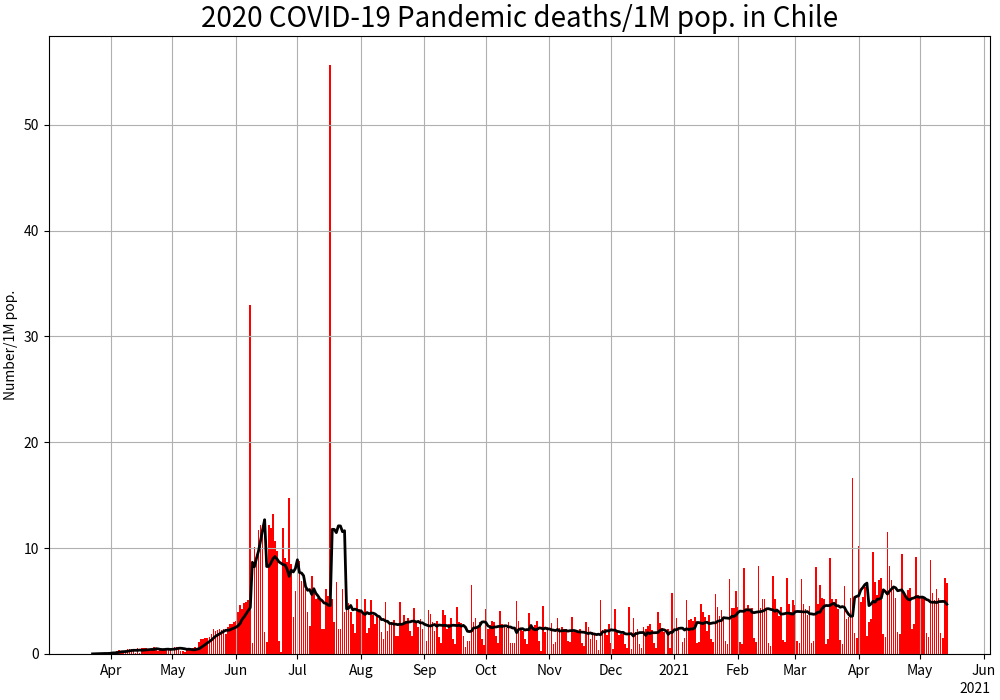 2020 COVID-19 Pandemic deaths/1M pop. in Chile
Number/1M pop.
50
40
30
20
10
0
Apr May Jun Jul Aug Sep Oct Nov Dec 2021 Feb Mar Apr May Jun
2021